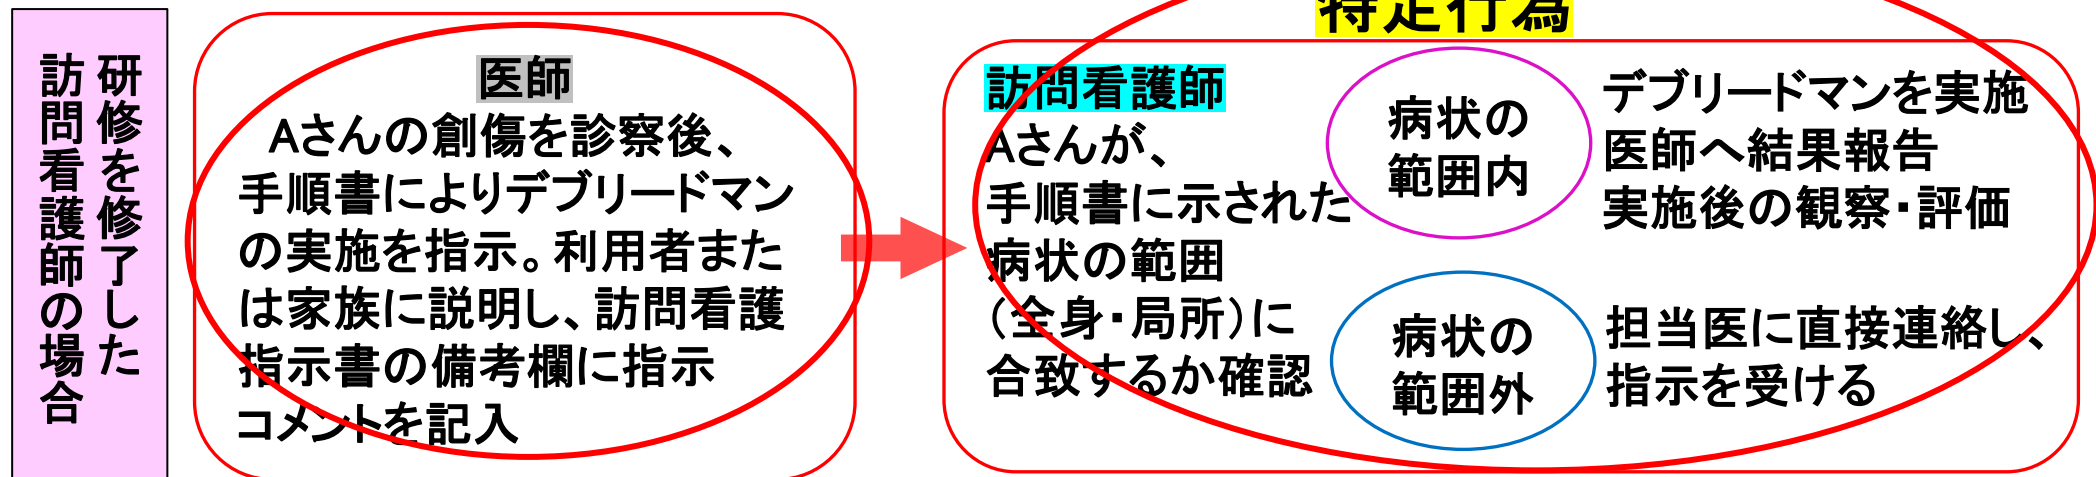 研修を修了した
訪問看護師の場合
医師
Aさんの創傷を診察後、
手順書によりデブリードマン
の実施を指示。利用者また
は家族に説明し、訪問看護
指示書の備考欄に指示
コメントを記入
特定行為
訪問看護師
Aさんが、
手順書に示された
病状の範囲
（全身・局所）に
合致するか確認
病状の
範囲内
デブリードマンを実施
医師へ結果報告
実施後の観察・評価
病状の
範囲外
担当医に直接連絡し、
指示を受ける